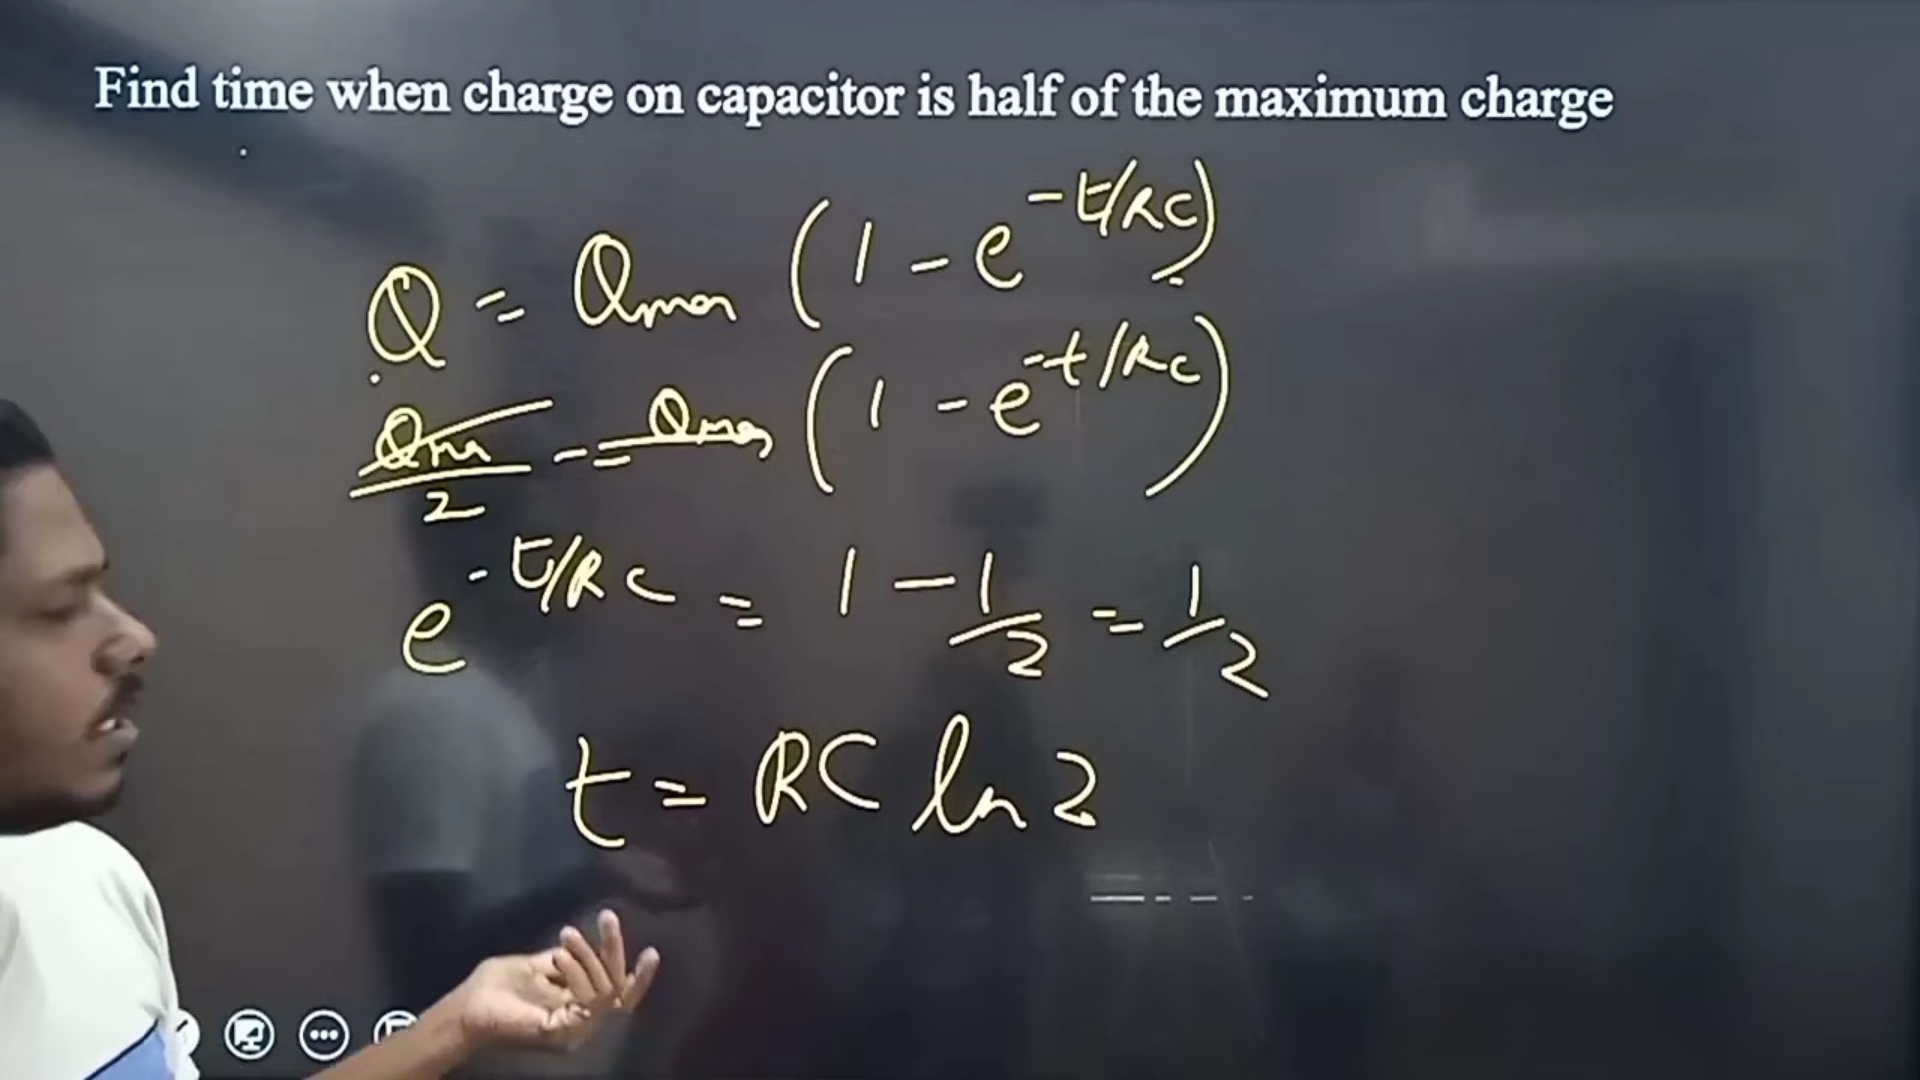 Find time when charge on capacitor is half of the maximum charge
Q = Qmax (1 - e^-t/RC)
Qmax/2 = Qmax (1 - e^-t/RC)
e^-t/RC = 1 - 1/2 = 1/2
t = RC ln 2